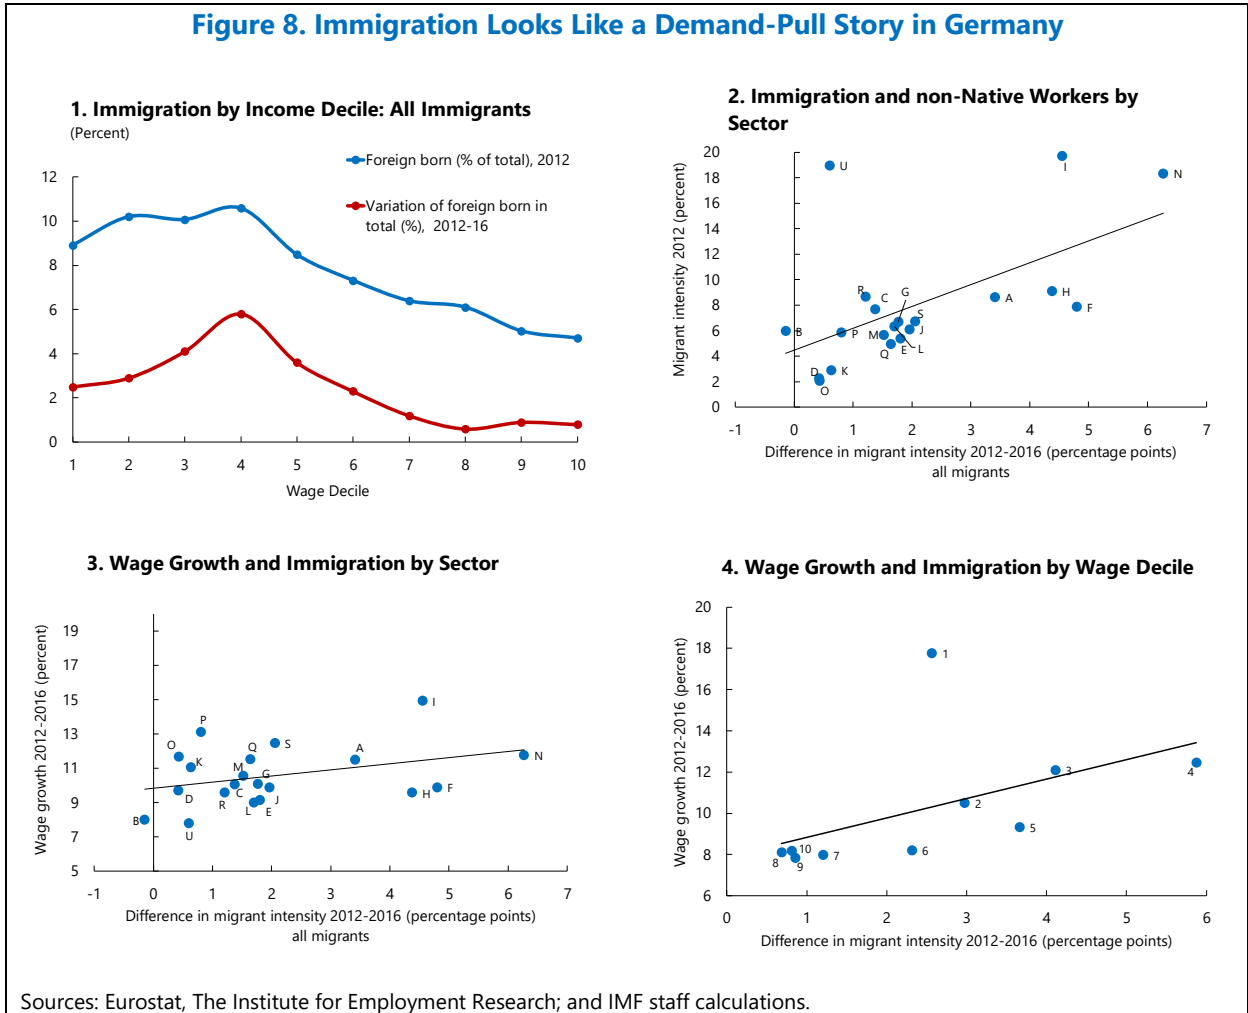 Figure 8. Immigration Looks Like a Demand-Pull Story in Germany
1. Immigration by Income Decile: All Immigrants
(Percent)
Foreign born (% of total), 2012
Variation of foreign born in
total (%), 2012-16
12
10
8
6
4
2
0
1 2 3 4 5 6 7 8 9 10
Wage Decile
2. Immigration and non-Native Workers by
Sector
Migrant intensity 2012 (percent)
20
18
16
14
12
10
8
6
4
2
0
U
I
N
R
C
G
A
H
F
B
P
M
S
J
Q
E
L
D
K
O
-1 0 1 2 3 4 5 6 7
Difference in migrant intensity 2012-2016 (percentage points)
all migrants
3. Wage Growth and Immigration by Sector
Wage growth 2012-2016 (percent)
19
17
15
13
11
9
7
5
I
P
O
K
Q
S
A
N
M
G
D
R
C
L
E
J
H
F
B
U
-1 0 1 2 3 4 5 6 7
Difference in migrant intensity 2012-2016 (percentage points)
all migrants
4. Wage Growth and Immigration by Wage Decile
Wage growth 2012-2016 (percent)
20
18
16
14
12
10
8
6
1
3
4
2
5
6
7
10
8
9
0 1 2 3 4 5 6
Difference in migrant intensity 2012-2016 (percentage points)
Sources: Eurostat, The Institute for Employment Research; and IMF staff calculations.